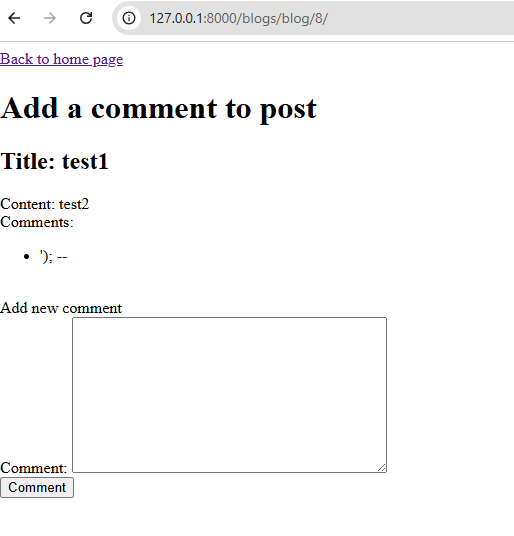 127.0.0.1:8000/blogs/blog/8/
Back to home page
Add a comment to post
Title: test1
Content: test2
Comments:
'); --
Add new comment
Comment:
Comment